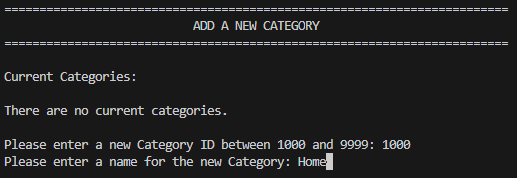 ========================================================================
ADD A NEW CATEGORY
========================================================================
Current Categories:
There are no current categories.
Please enter a new Category ID between 1000 and 9999: 1000
Please enter a name for the new Category: Home